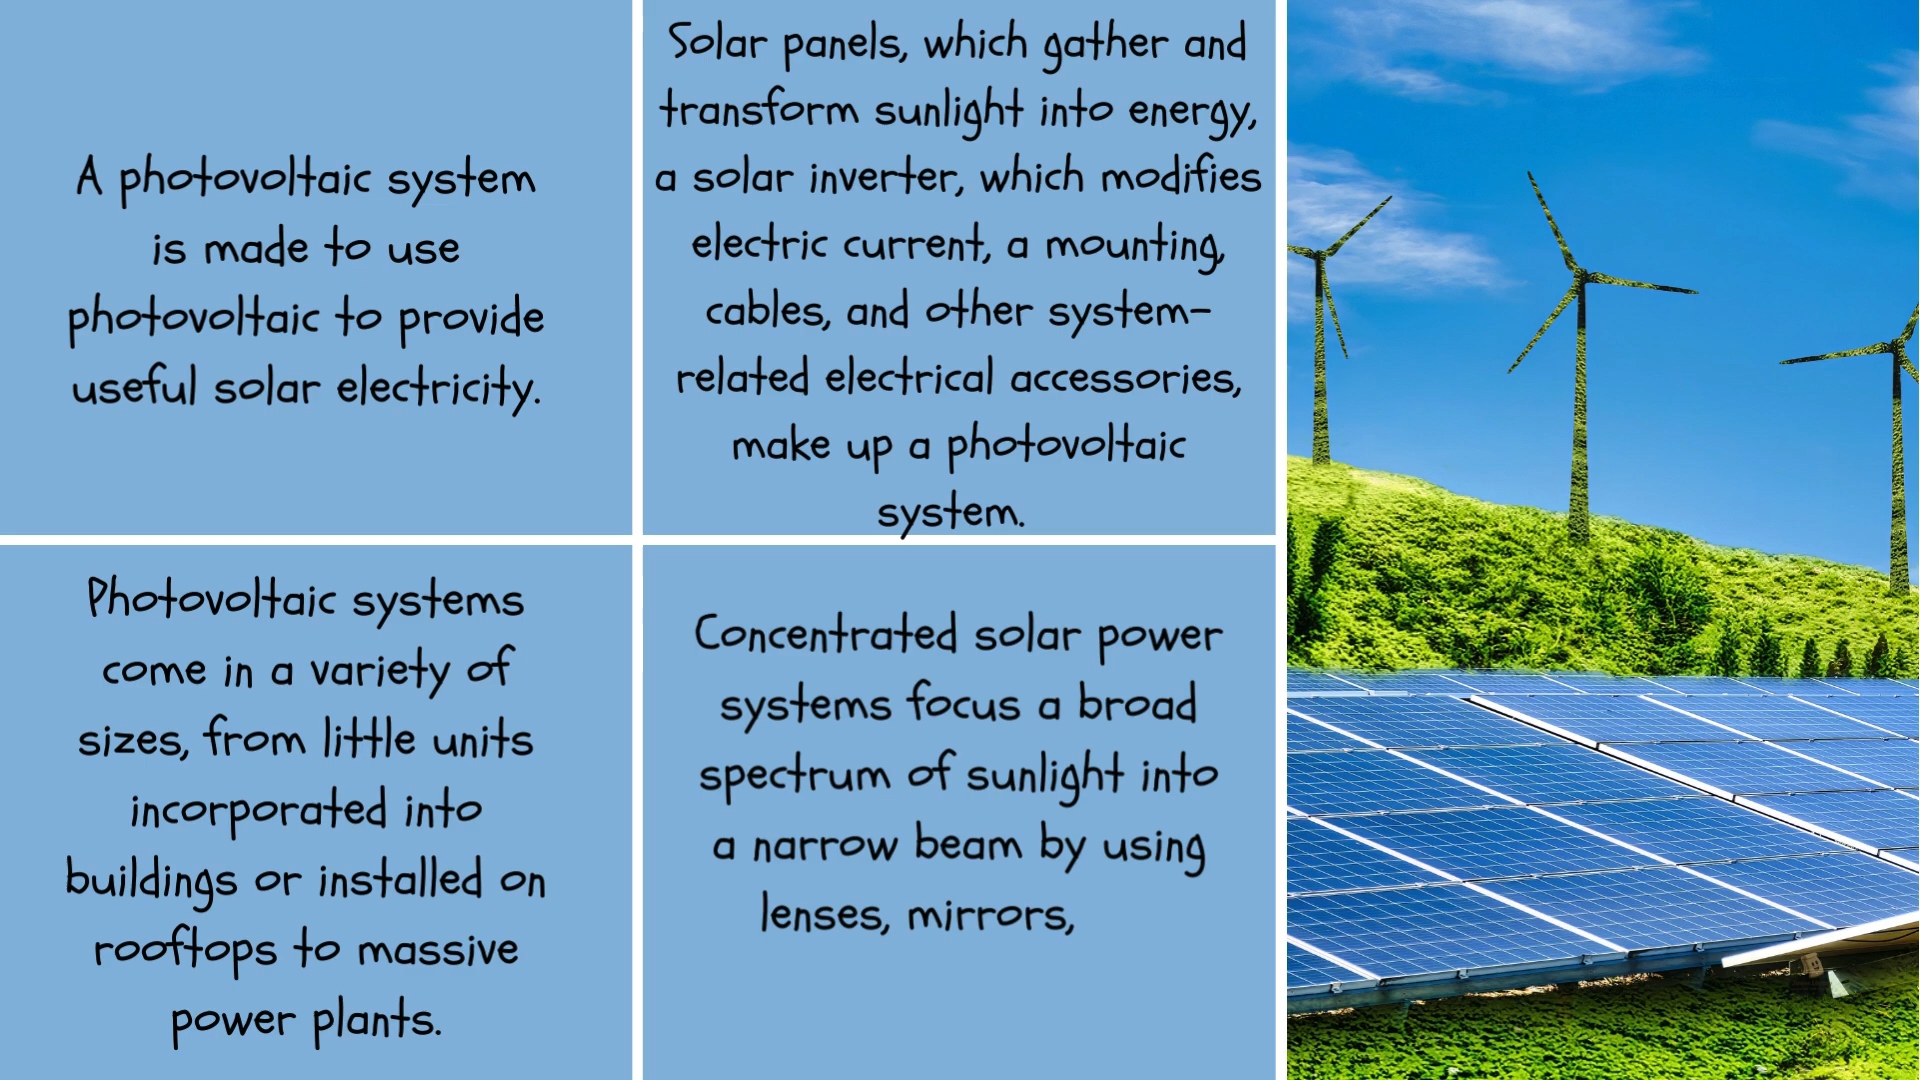 A photovoltaic system
is made to use
photovoltaic to provide
useful solar electricity.
Solar panels, which gather and
transform sunlight into energy,
a solar inverter, which modifies
electric current, a mounting,
cables, and other system-
related electrical accessories,
make up a photovoltaic
system.
Photovoltaic systems
come in a variety of
sizes, from little units
incorporated into
buildings or installed on
rooftops to massive
power plants.
Concentrated solar power
systems focus a broad
spectrum of sunlight into
a narrow beam by using
lenses, mirrors,